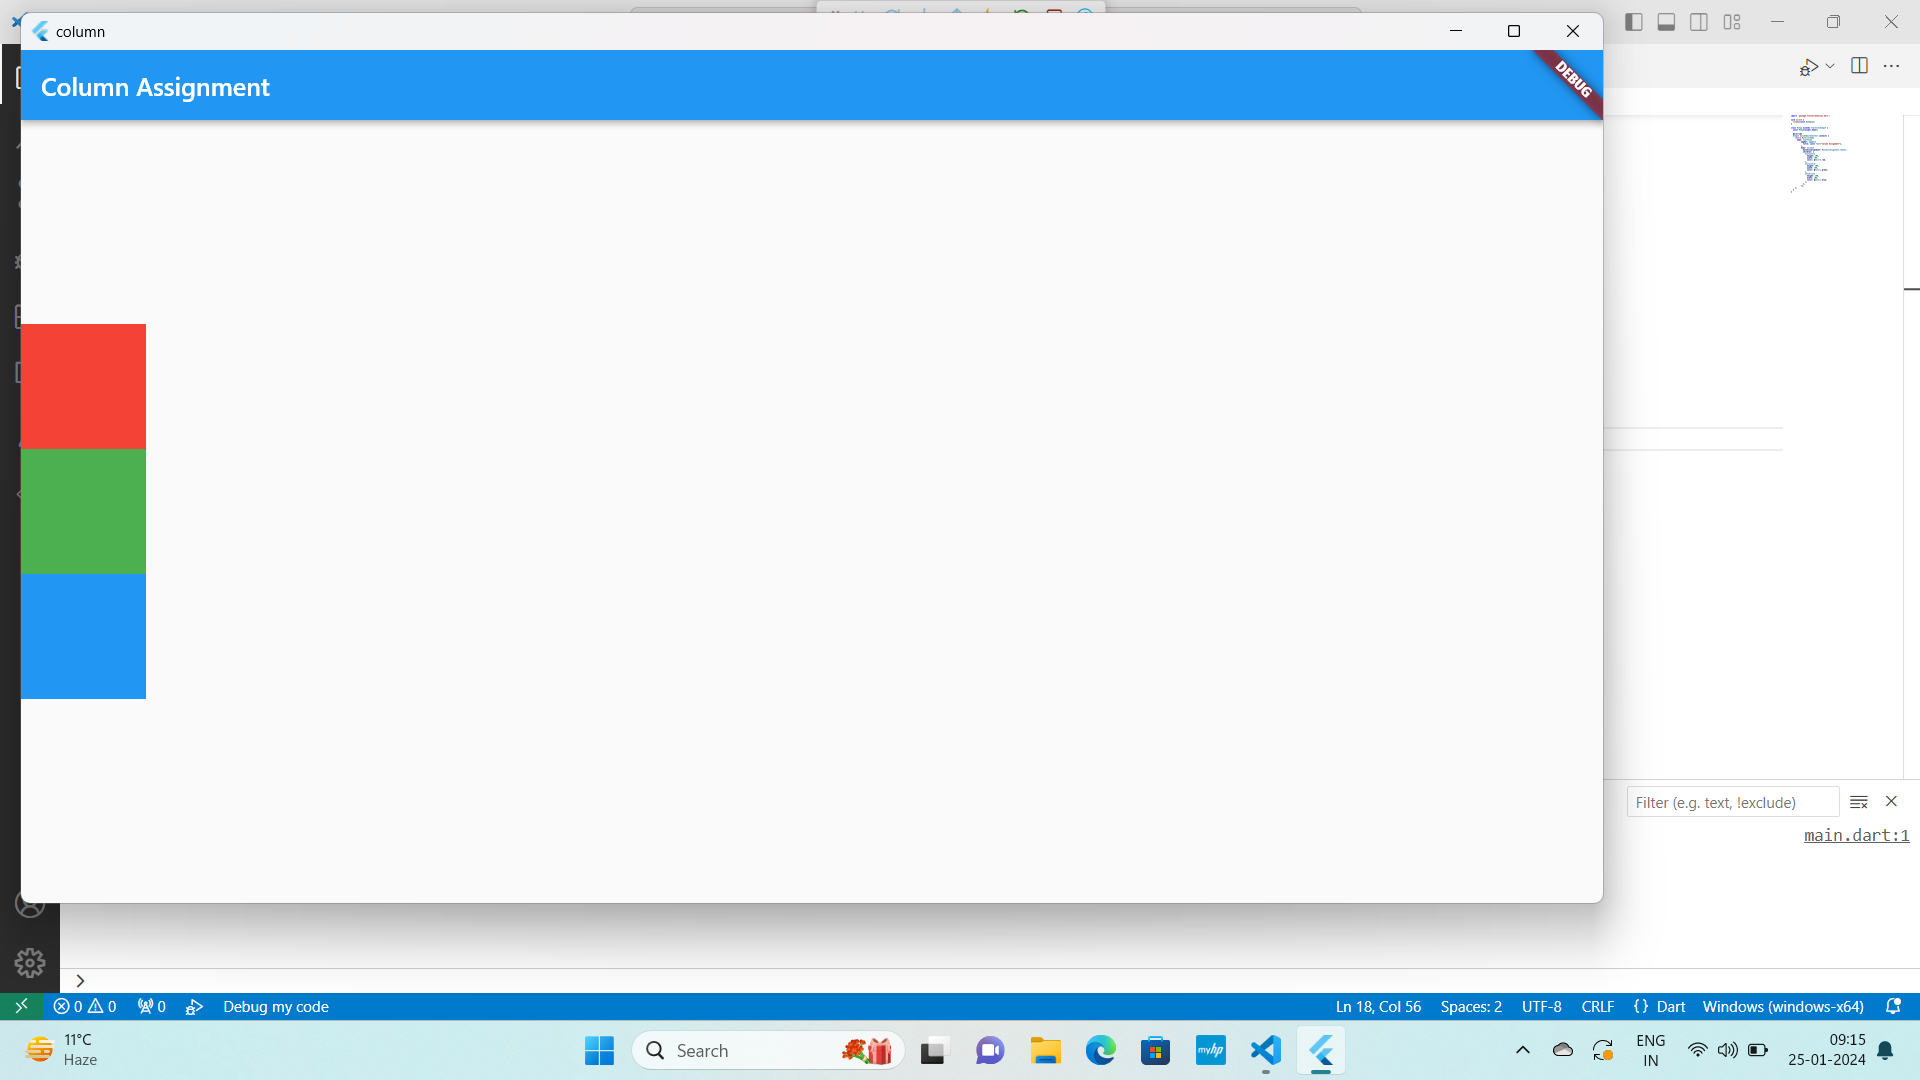 column
Column Assignment
DEBUG
Filter (e.g. text, !exclude)
main.dart:1
0 0 0 Debug my code
Ln 18, Col 56 Spaces: 2 UTF-8 CRLF {} Dart Windows (windows-x64)
11°C
Haze
Search
myhp
ENG
IN
09:15
25-01-2024